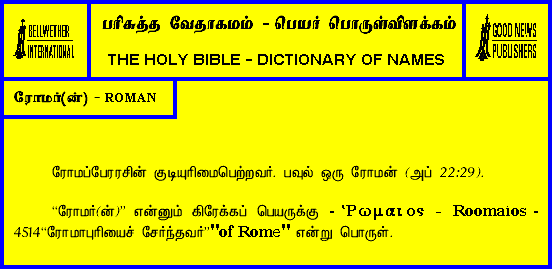 BELLWETHER
INTERNATIONAL
பரிசுத்த வேதாகமம் - பெயர் பொருள்விளக்கம்
THE HOLY BIBLE - DICTIONARY OF NAMES
GOOD NEWS
PUBLISHERS
ரோமர்(ன்) - ROMAN
ரோமப்பேரரசின் குடியுரிமைபெற்றவர். பவுல் ஒரு ரோமன் (அப் 22:29).
“ரோமர்(ன்)” என்னும் கிரேக்கப் பெயருக்கு - ‘Ρωμαιος - Roomaios -
4514“ரோமாபுரியைச் சேர்ந்தவர்”"of Rome" என்று பொருள்.